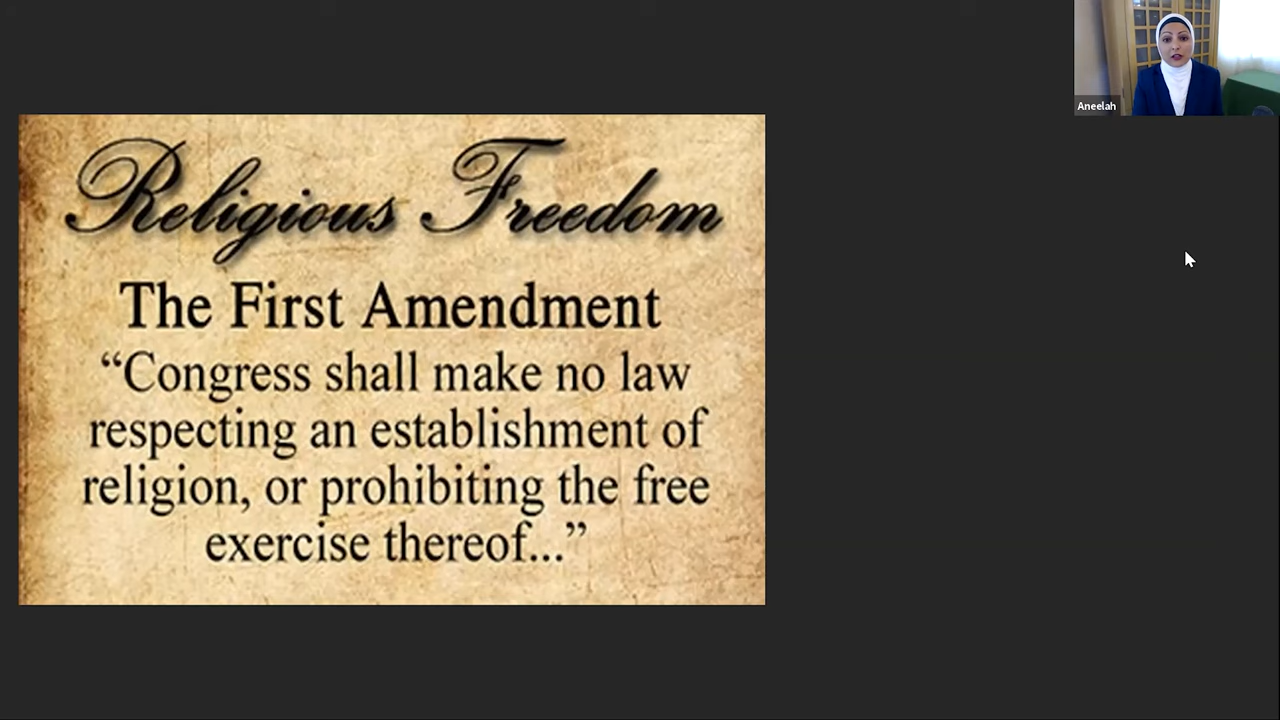 Aneelah
Religious Freedom
The First Amendment
“Congress shall make no law
respecting an establishment of
religion, or prohibiting the free
exercise thereof...”